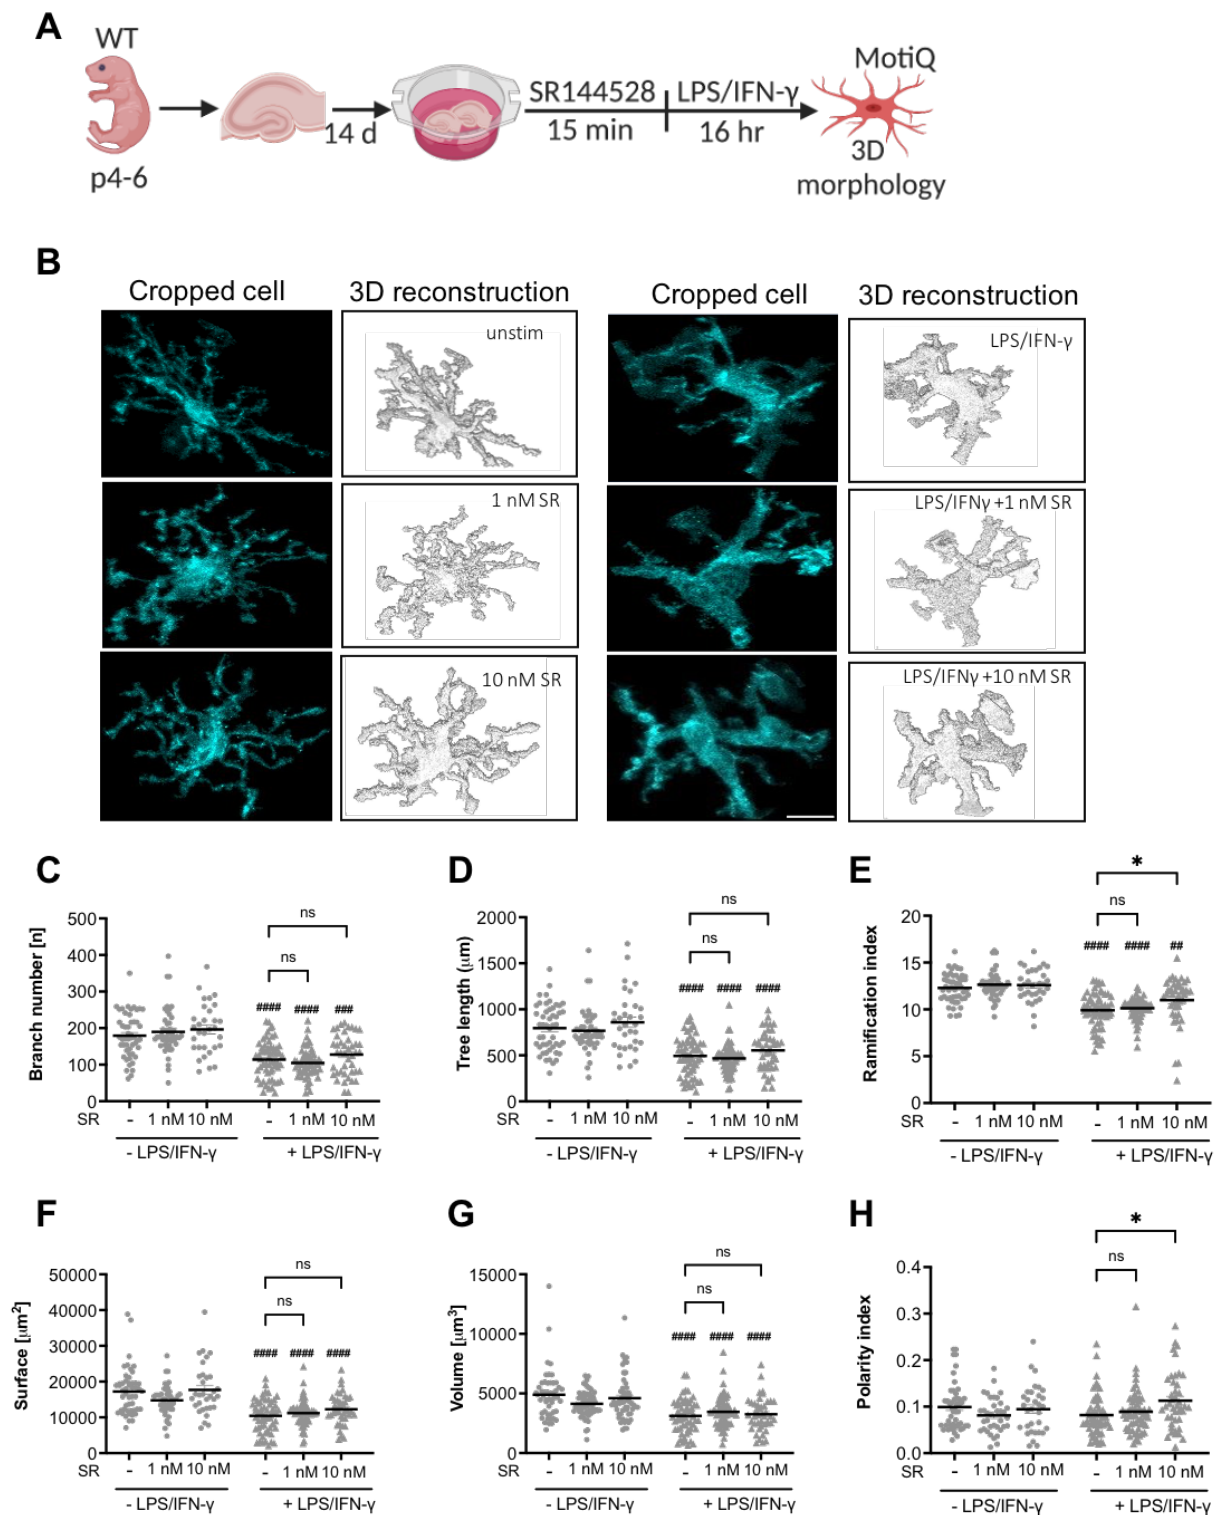 A
WT
p4-6
14 d
SR144528
15 min
LPS/IFN-γ
16 hr
MotiQ
3D
morphology
B
Cropped cell
3D reconstruction
Cropped cell
3D reconstruction
unstim
LPS/IFN-γ
1 nM SR
LPS/IFNγ +1 nM SR
10 nM SR
LPS/IFNγ +10 nM SR
C
Branch number [n]
500
400
300
200
100
0
ns
ns
#### #### ###
SR - 1 nM 10 nM - 1 nM 10 nM
- LPS/IFN-γ + LPS/IFN-γ
D
Tree length (μm)
2000
1500
1000
500
0
ns
ns
#### #### ####
- 1 nM 10 nM - 1 nM 10 nM
- LPS/IFN-γ + LPS/IFN-γ
E
Ramification index
20
15
10
5
0
*
ns
#### #### ##
SR - 1 nM 10 nM - 1 nM 10 nM
- LPS/IFN-γ + LPS/IFN-γ
F
Surface [μm²]
50000
40000
30000
20000
10000
0
ns
ns
#### #### ####
SR - 1 nM 10 nM - 1 nM 10 nM
- LPS/IFN-γ + LPS/IFN-γ
G
Volume [μm³]
15000
10000
5000
0
ns
ns
#### #### ####
SR - 1 nM 10 nM - 1 nM 10 nM
- LPS/IFN-γ + LPS/IFN-γ
H
Polarity index
0.4
0.3
0.2
0.1
0.0
*
ns
SR - 1 nM 10 nM - 1 nM 10 nM
- LPS/IFN-γ + LPS/IFN-γ